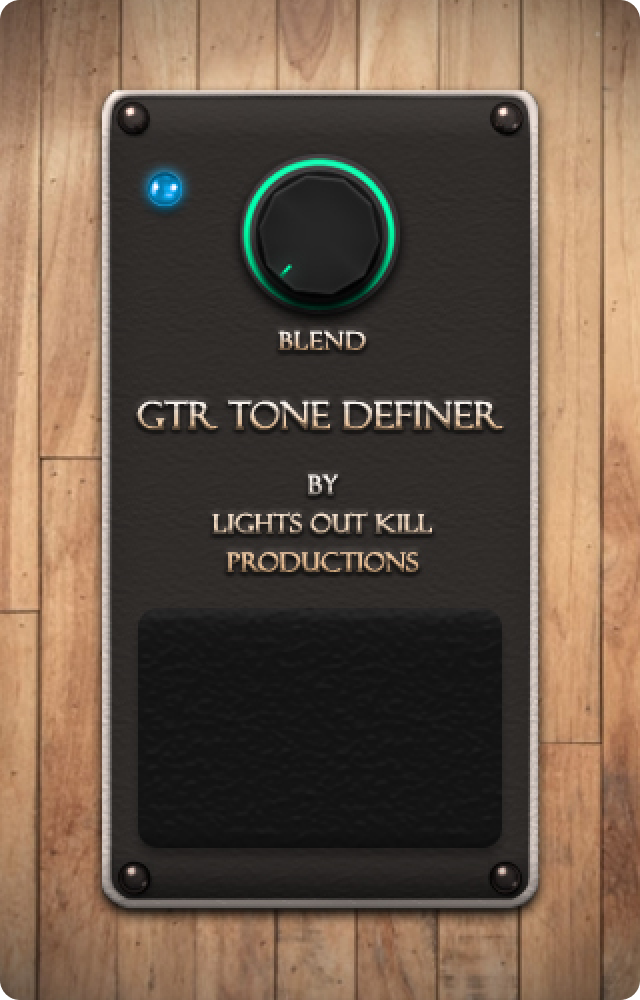 BLEND
GTR TONE DEFINER
BY
LIGHTS OUT KILL
PRODUCTIONS